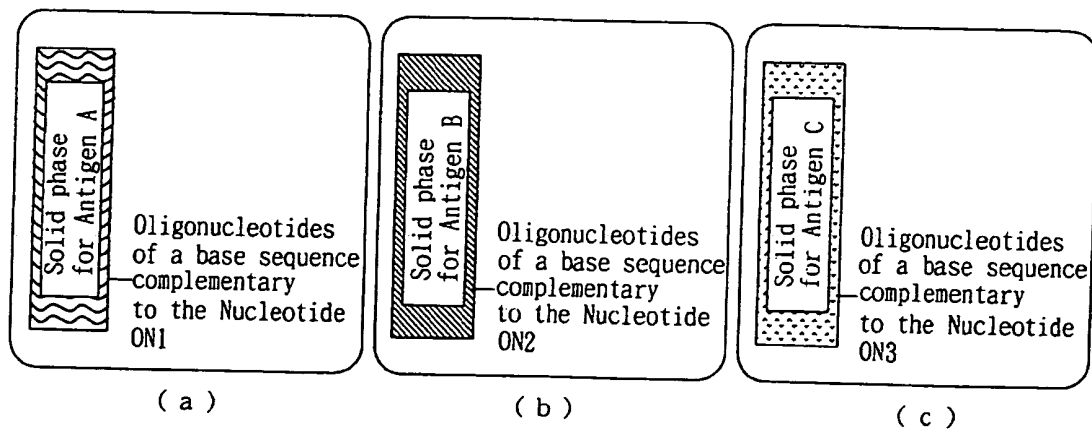 Solid phase
for Antigen A
Oligonucleotides
of a base sequence
complementary
to the Nucleotide
ON1
(a)
Solid phase
for Antigen B
Oligonucleotides
of a base sequence
complementary
to the Nucleotide
ON2
(b)
Solid phase
for Antigen C
Oligonucleotides
of a base sequence
complementary
to the Nucleotide
ON3
(c)